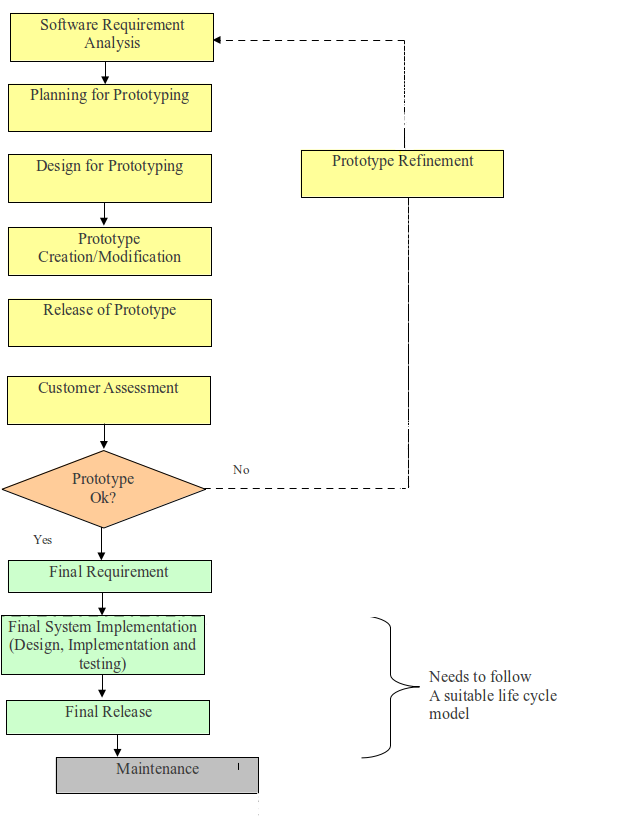 Software Requirement
Analysis
Planning for Prototyping
Design for Prototyping
Prototype Refinement
Prototype
Creation/Modification
Release of Prototype
Customer Assessment
Prototype
Ok?
No
Yes
Final Requirement
Final System Implementation
(Design, Implementation and
testing)
Final Release
Needs to follow
A suitable life cycle
model
Maintenance